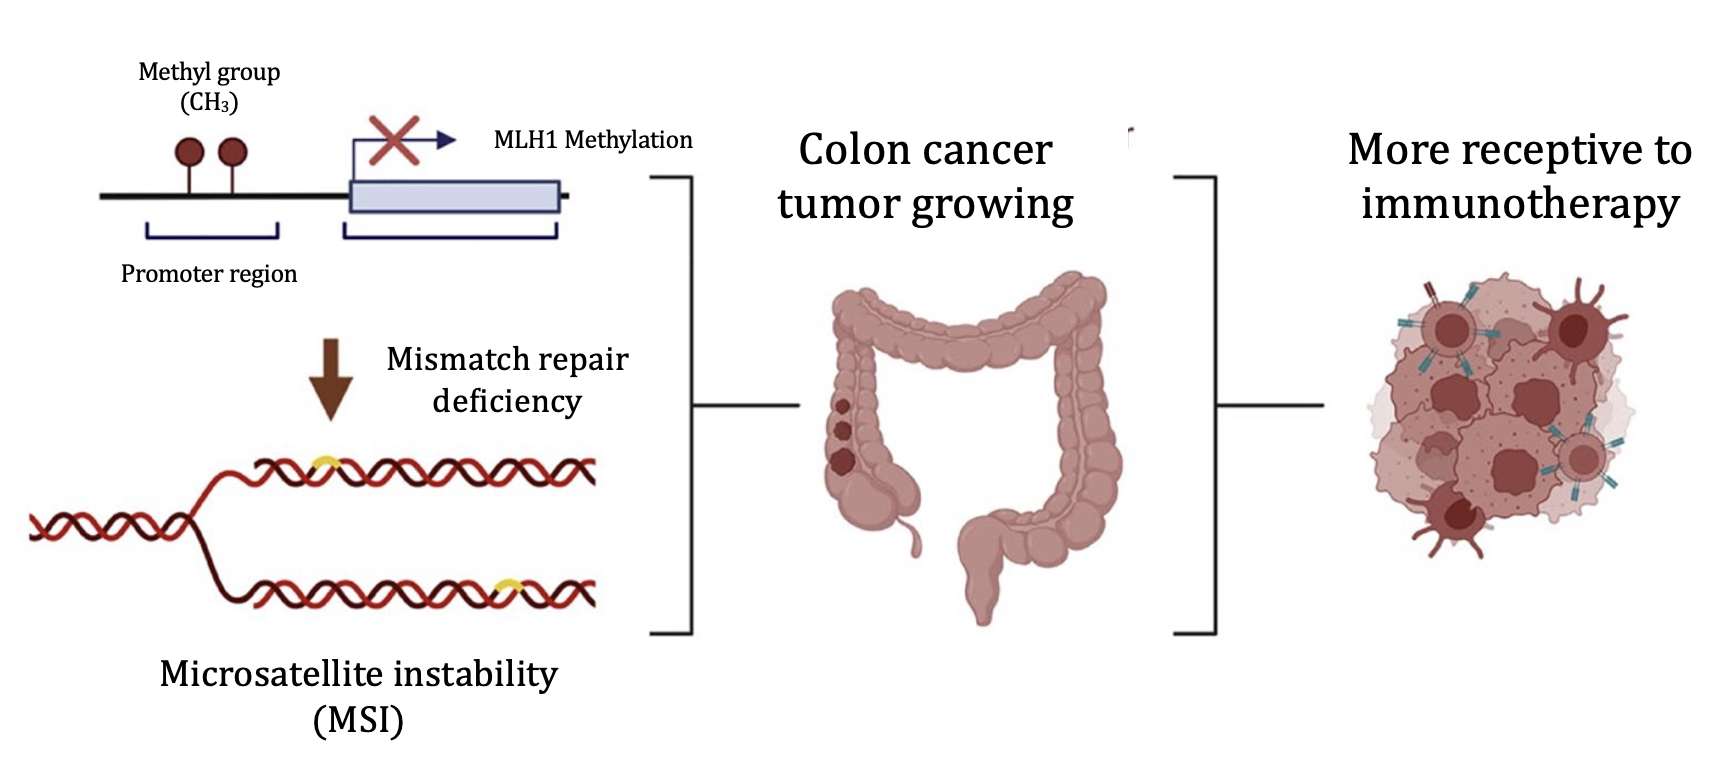 Methyl group
(CH₃)
MLH1 Methylation
Promoter region
Mismatch repair
deficiency
Microsatellite instability
(MSI)
Colon cancer
tumor growing
More receptive to
immunotherapy